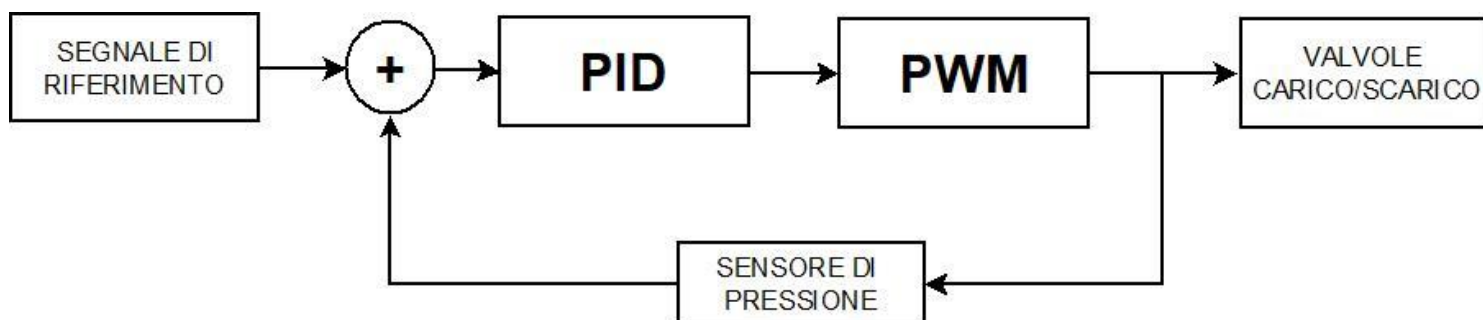 SEGNALE DI
RIFERIMENTO
+
PID
PWM
VALVOLE
CARICO/SCARICO
SENSORE DI
PRESSIONE